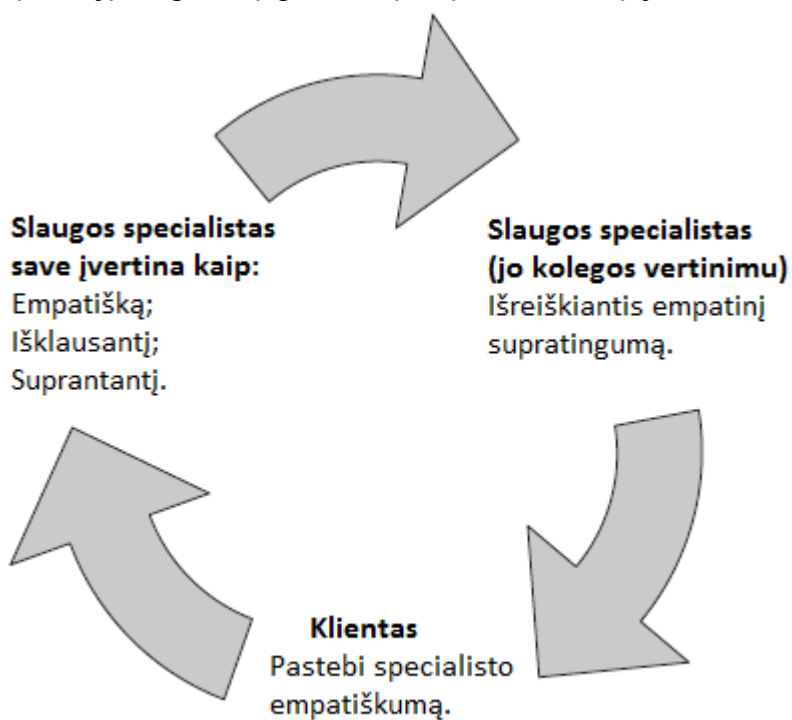 Slaugos specialistas
save įvertina kaip:
Empatišką;
Išklausantį;
Suprantantį.
Slaugos specialistas
(jo kolegos vertinimu)
Išreiškiantis empatinį
supratingumą.
Klientas
Pastebi specialisto
empatiškumą.